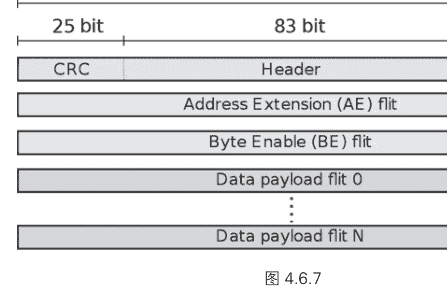 25 bit 83 bit
CRC Header
Address Extension (AE) flit
Byte Enable (BE) flit
Data payload flit 0
Data payload flit N
图 4.6.7